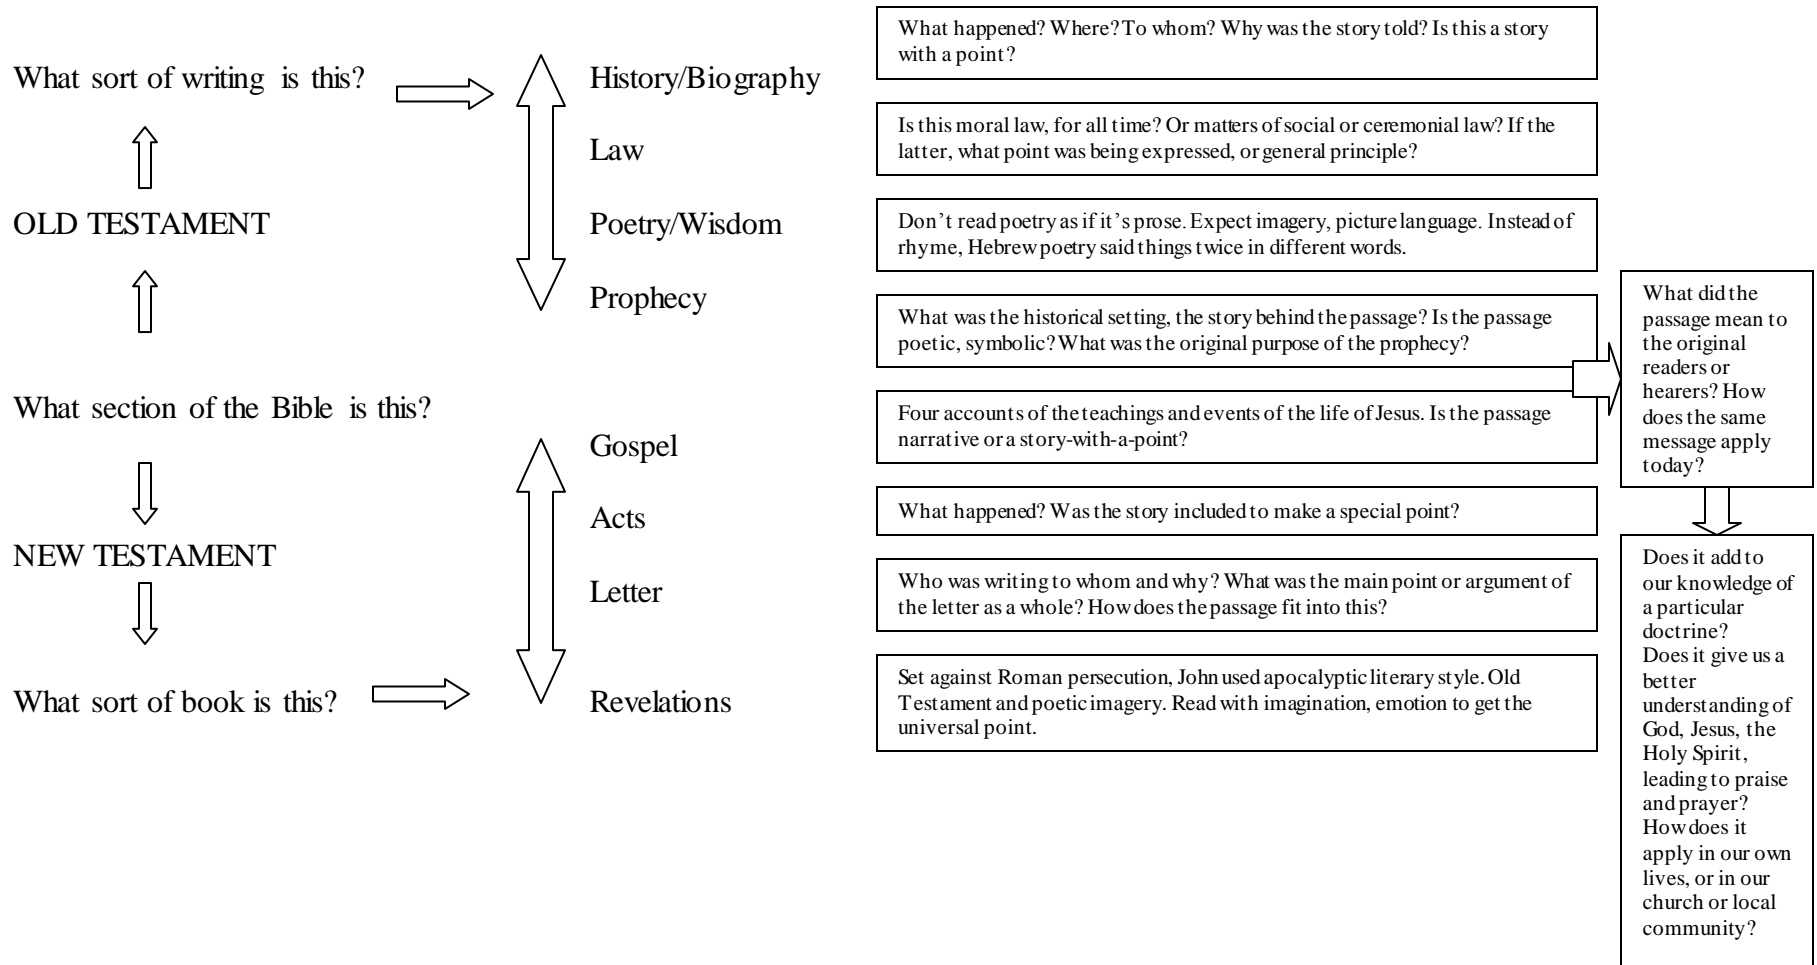 What sort of writing is this?
OLD TESTAMENT
What section of the Bible is this?
NEW TESTAMENT
What sort of book is this?
History/Biography
Law
Poetry/Wisdom
Prophecy
Gospel
Acts
Letter
Revelations
What happened? Where? To whom? Why was the story told? Is this a story
with a point?
Is this moral law, for all time? Or matters of social or ceremonial law? If the
latter, what point was being expressed, or general principle?
Don’t read poetry as if it’s prose. Expect imagery, picture language. Instead of
rhyme, Hebrew poetry said things twice in different words.
What was the historical setting, the story behind the passage? Is the passage
poetic, symbolic? What was the original purpose of the prophecy?
Four accounts of the teachings and events of the life of Jesus. Is the passage
narrative or a story-with-a-point?
What happened? Was the story included to make a special point?
Who was writing to whom and why? What was the main point or argument of
the letter as a whole? How does the passage fit into this?
Set against Roman persecution, John used apocalyptic literary style. Old
Testament and poetic imagery. Read with imagination, emotion to get the
universal point.
What did the
passage mean to
the original
readers or
hearers? How
does the same
message apply
today?
Does it add to
our knowledge of
a particular
doctrine?
Does it give us a
better
understanding of
God, Jesus, the
Holy Spirit,
leading to praise
and prayer?
How does it
apply in our own
lives, or in our
church or local
community?